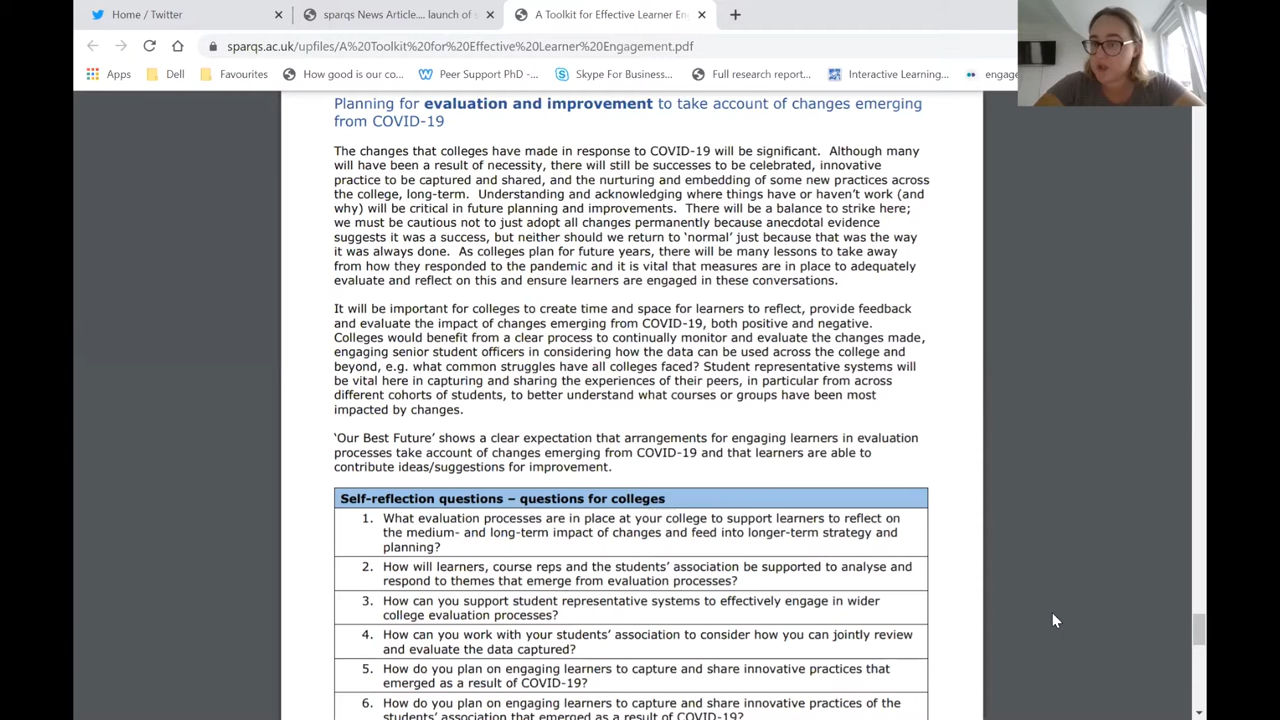 Home / Twitter
sparqs News Article.... launch of
A Toolkit for Effective Learner En
sparqs.ac.uk/upfiles/A%20Toolkit%20for%20Effective%20Learner%20Engagement.pdf
Apps Dell Favourites How good is our co... Peer Support PhD -... Skype For Business... Full research report... Interactive Learning... engage
Planning for evaluation and improvement to take account of changes emerging
from COVID-19
The changes that colleges have made in response to COVID-19 will be significant. Although many
will have been a result of necessity, there will still be successes to be celebrated, innovative
practice to be captured and shared, and the nurturing and embedding of some new practices across
the college, long-term. Understanding and acknowledging where things have or haven't work (and
why) will be critical in future planning and improvements. There will be a balance to strike here;
we must be cautious not to just adopt all changes permanently because anecdotal evidence
suggests it was a success, but neither should we return to 'normal' just because that was the way
it was always done. As colleges plan for future years, there will be many lessons to take away
from how they responded to the pandemic and it is vital that measures are in place to adequately
evaluate and reflect on this and ensure learners are engaged in these conversations.
It will be important for colleges to create time and space for learners to reflect, provide feedback
and evaluate the impact of changes emerging from COVID-19, both positive and negative.
Colleges would benefit from a clear process to continually monitor and evaluate the changes made,
engaging senior student officers in considering how the data can be used across the college and
beyond, e.g. what common struggles have all colleges faced? Student representative systems will
be vital here in capturing and sharing the experiences of their peers, in particular from across
different cohorts of students, to better understand what courses or groups have been most
impacted by changes.
'Our Best Future' shows a clear expectation that arrangements for engaging learners in evaluation
processes take account of changes emerging from COVID-19 and that learners are able to
contribute ideas/suggestions for improvement.
Self-reflection questions – questions for colleges
1. What evaluation processes are in place at your college to support learners to reflect on
the medium- and long-term impact of changes and feed into longer-term strategy and
planning?
2. How will learners, course reps and the students' association be supported to analyse and
respond to themes that emerge from evaluation processes?
3. How can you support student representative systems to effectively engage in wider
college evaluation processes?
4. How can you work with your students' association to consider how you can jointly review
and evaluate the data captured?
5. How do you plan on engaging learners to capture and share innovative practices that
emerged as a result of COVID-19?
6. How do you plan on engaging learners to capture and share innovative practices of the
students' association that emerged as a result of COVID-19?